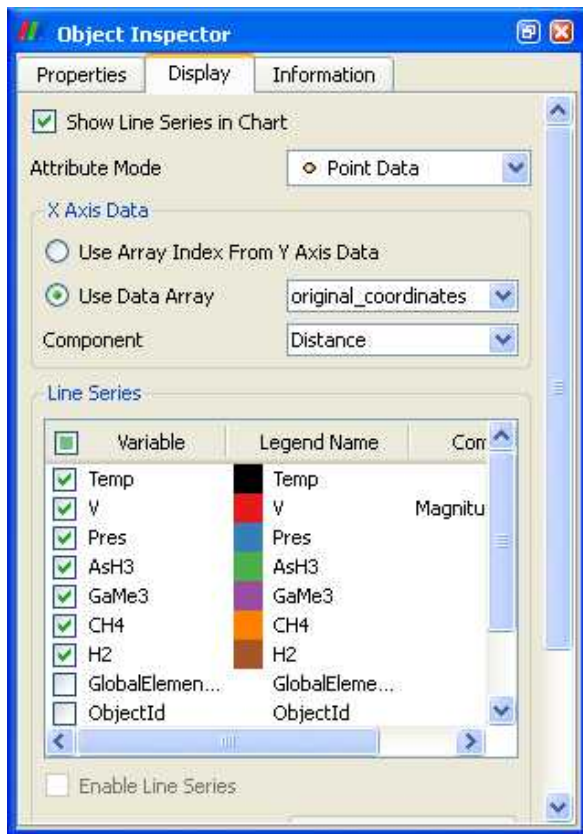 Object Inspector
Properties Display Information
Show Line Series in Chart
Attribute Mode Point Data
X Axis Data
Use Array Index From Y Axis Data
Use Data Array original_coordinates
Component Distance
Line Series
Variable Legend Name Com
Temp Temp
V V Magnitu
Pres Pres
AsH3 AsH3
GaMe3 GaMe3
CH4 CH4
H2 H2
GlobalElemen... GlobalEleme...
ObjectId ObjectId
Enable Line Series